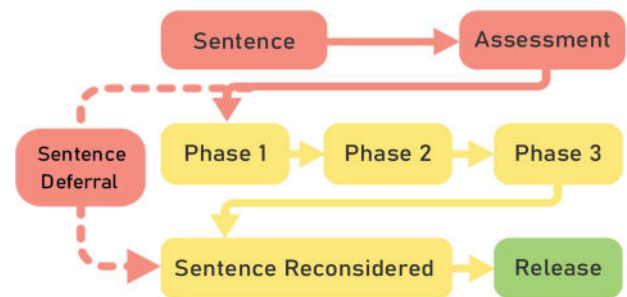 Sentence
Assessment
Sentence
Deferral
Phase 1
Phase 2
Phase 3
Sentence Reconsidered
Release